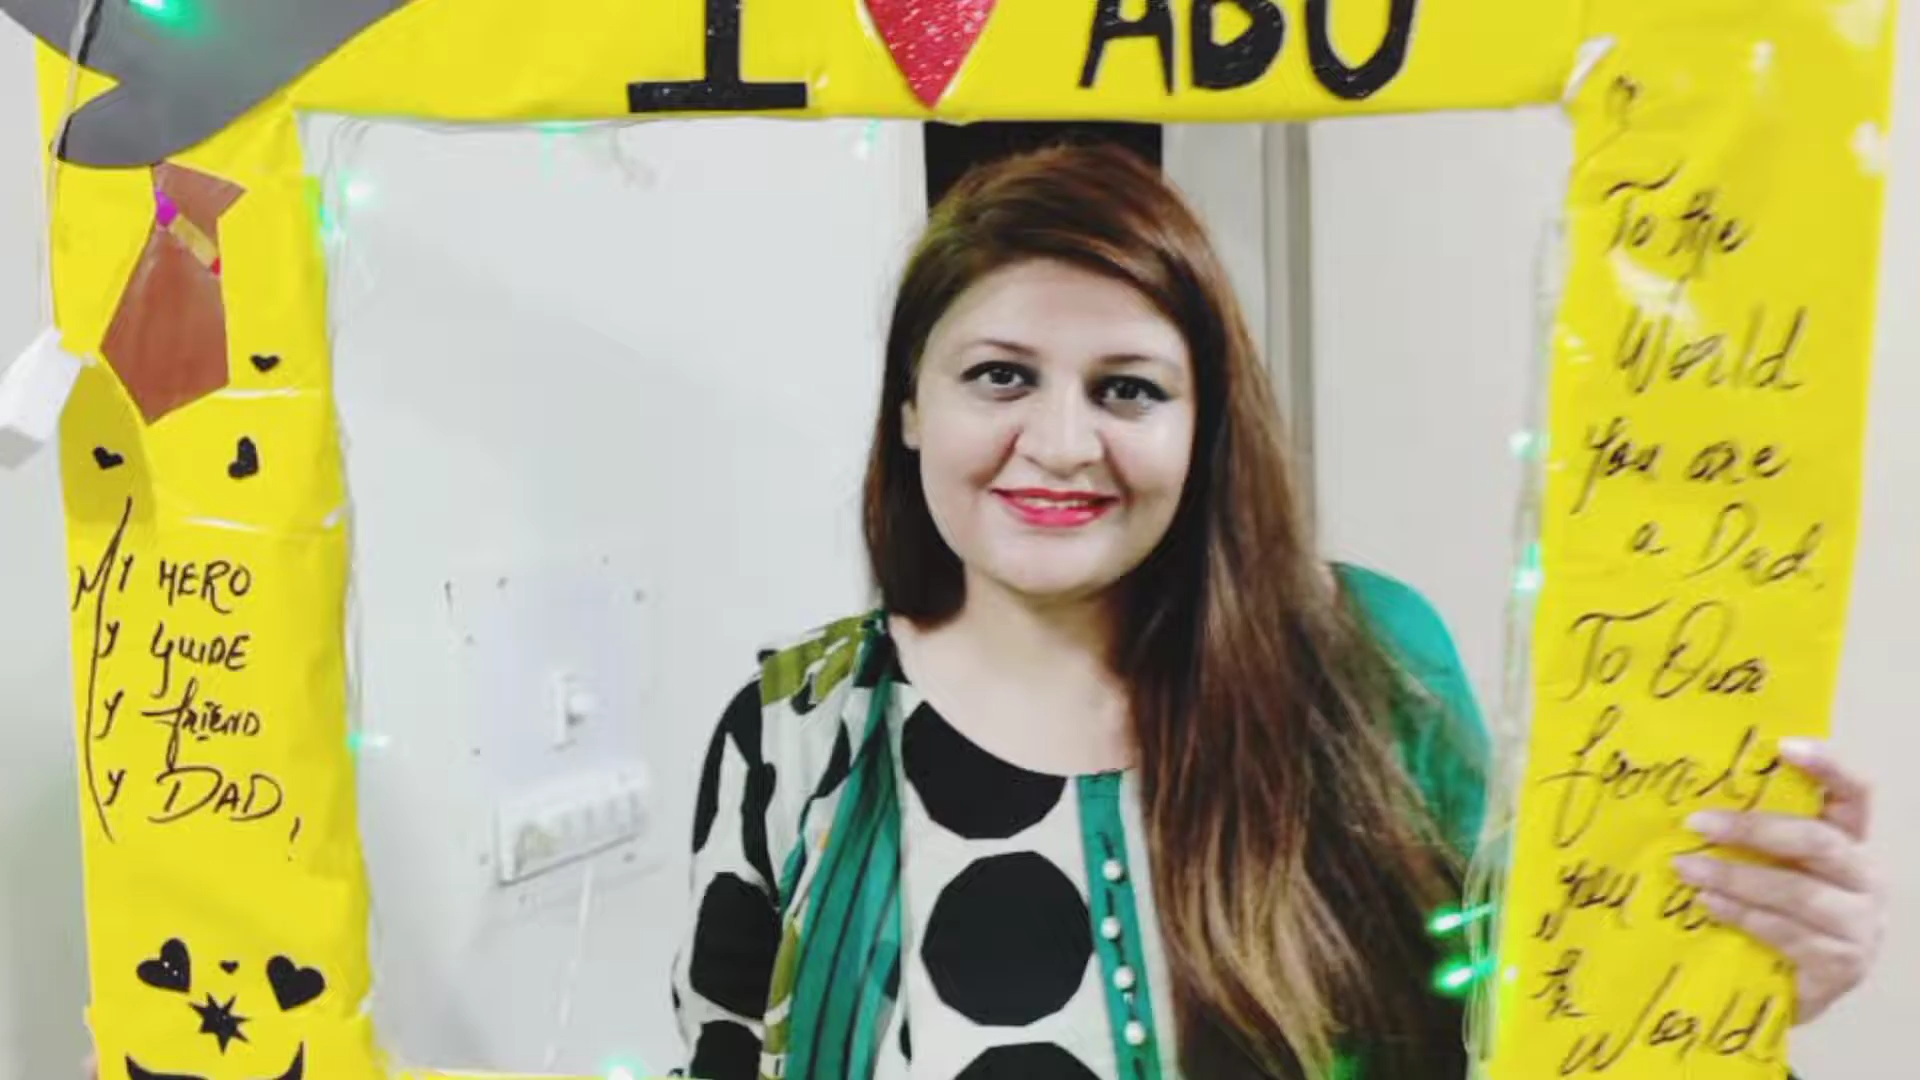 I ABU
My HERO
y GUIDE
y friEND
y DAD,
To the
World
you are
a Dad.
To Our
family
you
the
World!